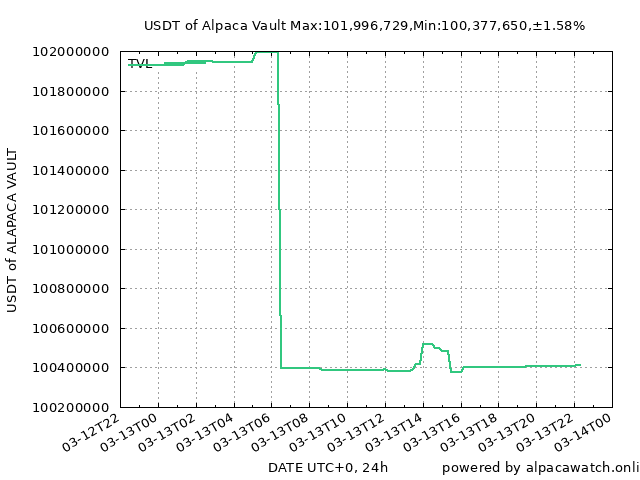 USDT of Alpaca Vault Max:101,996,729,Min:100,377,650,±1.58%
102000000
TVL
101800000
101600000
101400000
101200000
101000000
100800000
100600000
100400000
100200000
USDT of ALAPACA VAULT
03-12T22
03-13T00
03-13T02
03-13T04
03-13T06
03-13T08
03-13T10
03-13T12
03-13T14
03-13T16
03-13T18
03-13T20
03-13T22
03-14T00
DATE UTC+0, 24h
powered by alpacawatch.onli